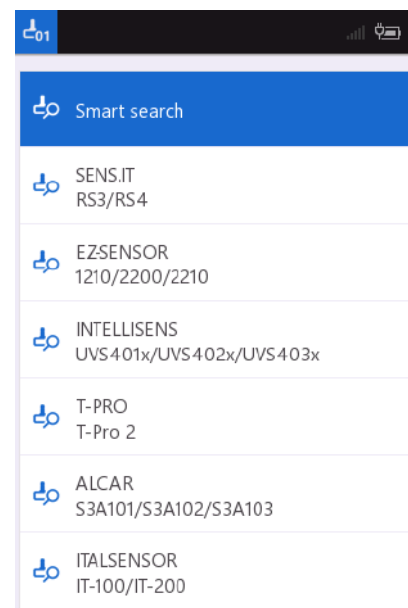 01
Smart search
SENS.IT
RS3/RS4
EZ-SENSOR
1210/2200/2210
INTELLISENS
UVS401x/UVS402x/UVS403x
T-PRO
T-Pro 2
ALCAR
S3A101/S3A102/S3A103
ITALSENSOR
IT-100/IT-200